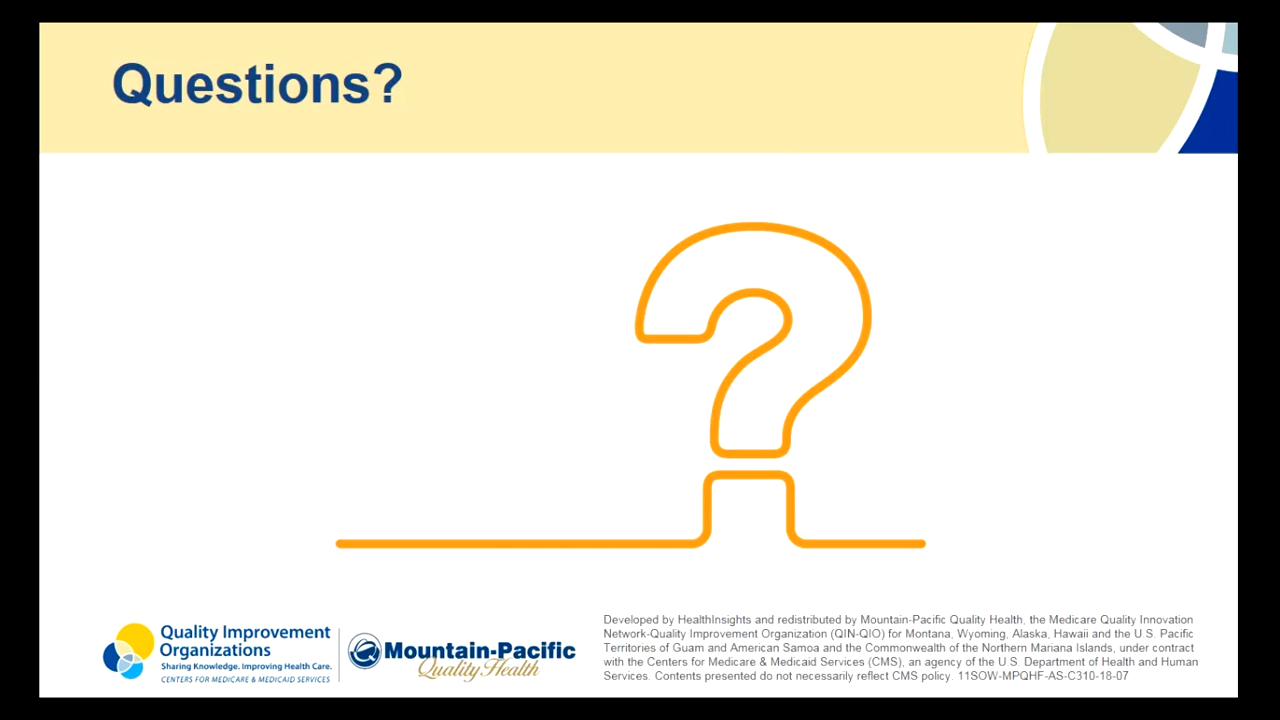 Questions?
Quality Improvement
Organizations
Sharing Knowledge. Improving Health Care.
CENTERS FOR MEDICARE & MEDICAID SERVICES
Mountain-Pacific
Quality Health
Developed by HealthInsights and redistributed by Mountain-Pacific Quality Health, the Medicare Quality Innovation
Network-Quality Improvement Organization (QIN-QIO) for Montana, Wyoming, Alaska, Hawaii and the U.S. Pacific
Territories of Guam and American Samoa and the Commonwealth of the Northern Mariana Islands, under contract
with the Centers for Medicare & Medicaid Services (CMS), an agency of the U.S. Department of Health and Human
Services. Contents presented do not necessarily reflect CMS policy. 11SOW-MPQHF-AS-C310-18-07